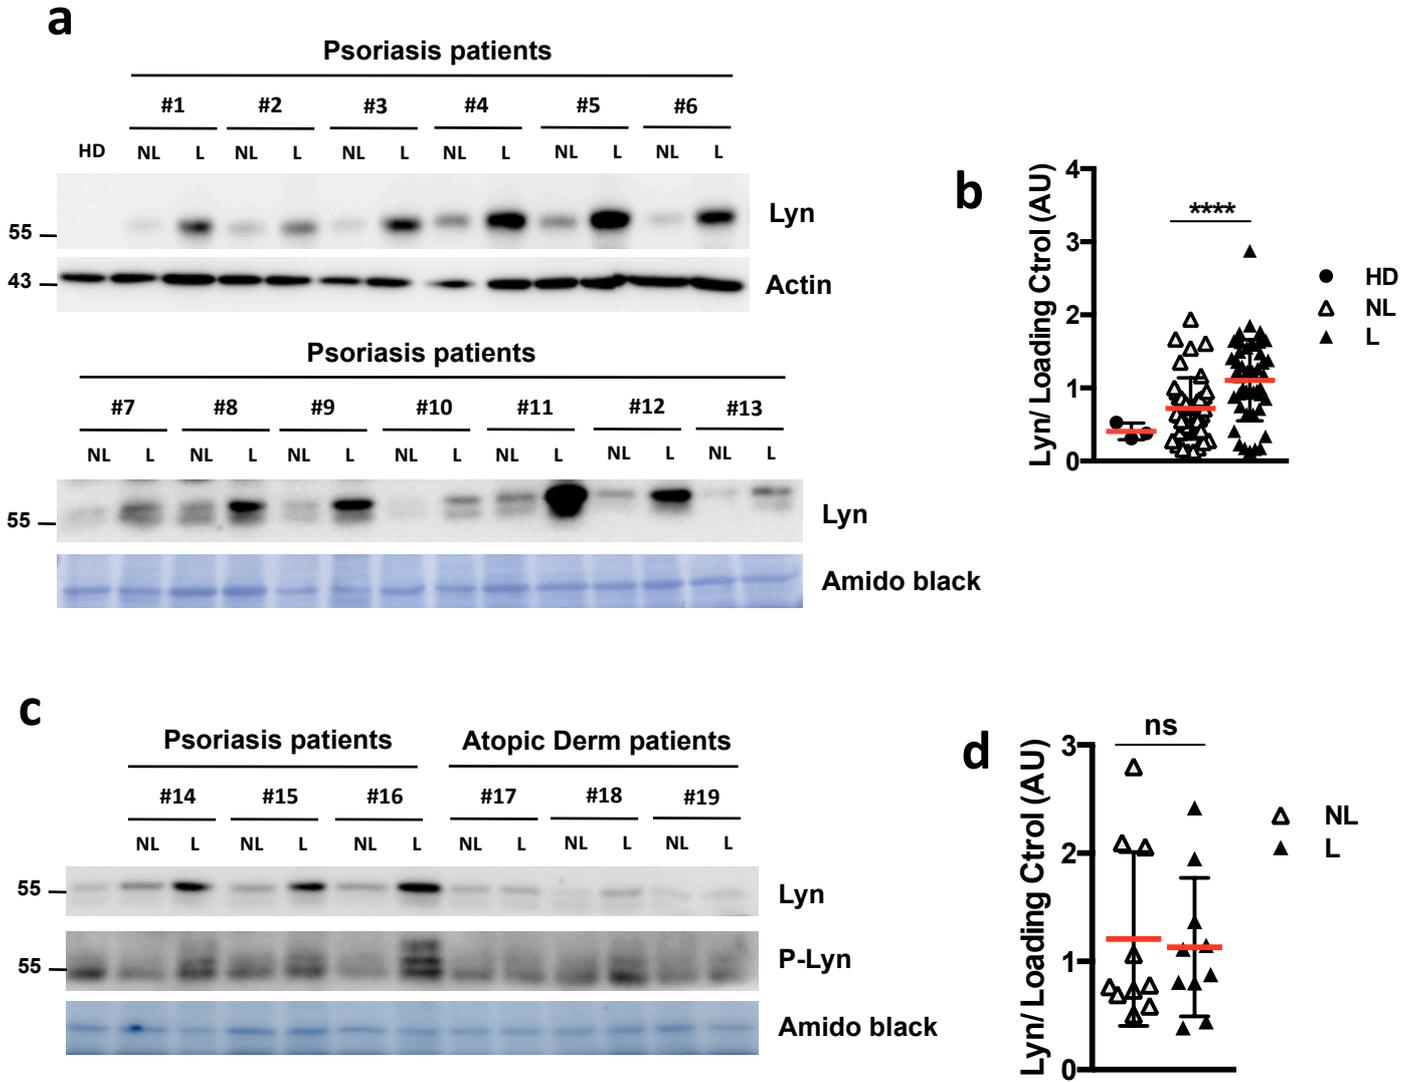 a
Psoriasis patients
#1 #2 #3 #4 #5 #6
HD NL L NL L NL L NL L NL L NL L
55 Lyn
43 Actin
Psoriasis patients
#7 #8 #9 #10 #11 #12 #13
NL L NL L NL L NL L NL L NL L NL L
55 Lyn
Amido black
b
Lyn/ Loading Ctrol (AU)
4
3
2
1
0
****
HD
NL
L
c
Psoriasis patients Atopic Derm patients
#14 #15 #16 #17 #18 #19
NL L NL L NL L NL L NL L NL L
55 Lyn
55 P-Lyn
Amido black
d
Lyn/ Loading Ctrol (AU)
3
2
1
0
ns
NL
L